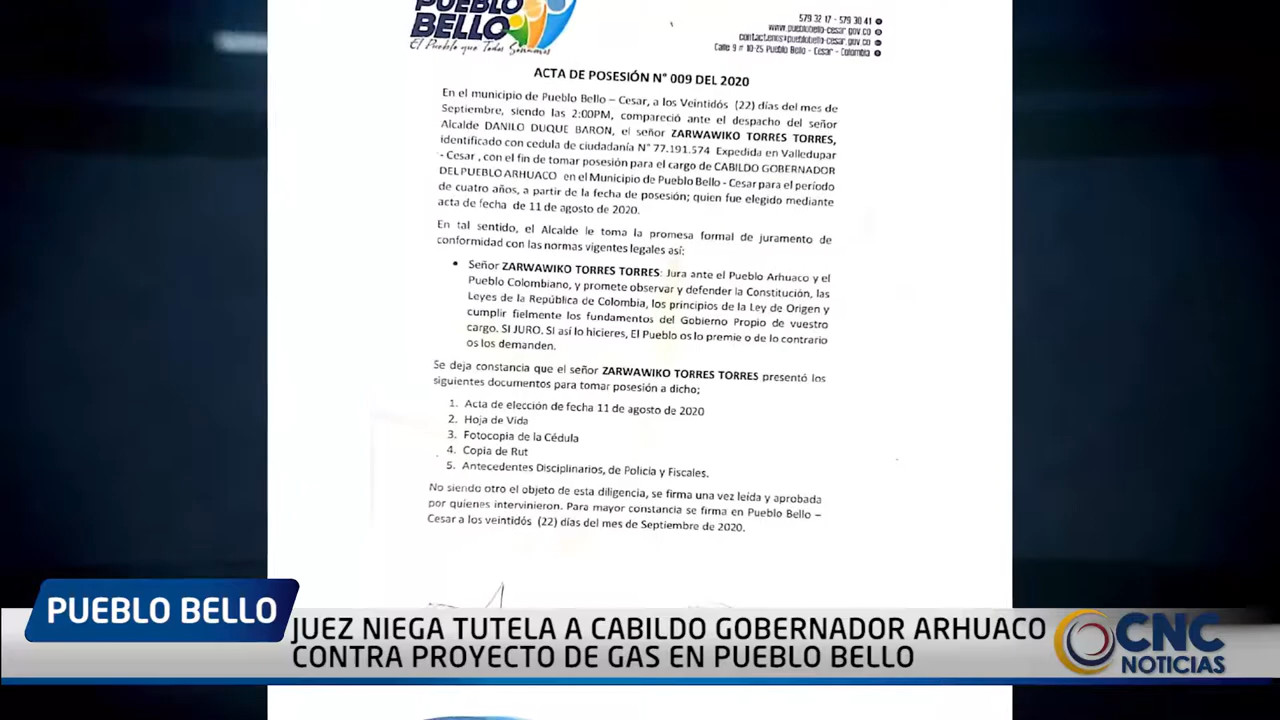 PUEBLO
BELLO
El Pueblo que Todos Soñamos
579 32 17 - 579 30 41
www.pueblobello-cesar.gov.co
contactenos@pueblobello-cesar.gov.co
Calle 9 # 10-25 Pueblo Bello - Cesar - Colombia
ACTA DE POSESIÓN N° 009 DEL 2020
En el municipio de Pueblo Bello – Cesar, a los Veintidós (22) días del mes de
Septiembre, siendo las 2:00PM, compareció ante el despacho del señor
Alcalde DANILO DUQUE BARON, el señor ZARWAWIKO TORRES TORRES,
identificado con cedula de ciudadanía N° 77.191.574 Expedida en Valledupar
- Cesar , con el fin de tomar posesión para el cargo de CABILDO GOBERNADOR
DEL PUEBLO ARHUACO en el Municipio de Pueblo Bello - Cesar para el período
de cuatro años, a partir de la fecha de posesión; quien fue elegido mediante
acta de fecha de 11 de agosto de 2020.
En tal sentido, el Alcalde le toma la promesa formal de juramento de
conformidad con las normas vigentes legales así:
• Señor ZARWAWIKO TORRES TORRES: Jura ante el Pueblo Arhuaco y el
Pueblo Colombiano, y promete observar y defender la Constitución, las
Leyes de la República de Colombia, los principios de la Ley de Origen y
cumplir fielmente los fundamentos del Gobierno Propio de vuestro
cargo. SI JURO. Si así lo hicieres, El Pueblo os lo premie o de lo contrario
os los demanden.
Se deja constancia que el señor ZARWAWIKO TORRES TORRES presentó los
siguientes documentos para tomar posesión a dicho;
1. Acta de elección de fecha 11 de agosto de 2020
2. Hoja de Vida
3. Fotocopia de la Cédula
4. Copia de Rut
5. Antecedentes Disciplinarios, de Policía y Fiscales.
No siendo otro el objeto de esta diligencia, se firma una vez leída y aprobada
por quienes intervinieron. Para mayor constancia se firma en Pueblo Bello –
Cesar a los veintidós (22) días del mes de Septiembre de 2020.
PUEBLO BELLO
JUEZ NIEGA TUTELA A CABILDO GOBERNADOR ARHUACO
CONTRA PROYECTO DE GAS EN PUEBLO BELLO
CNC
NOTICIAS